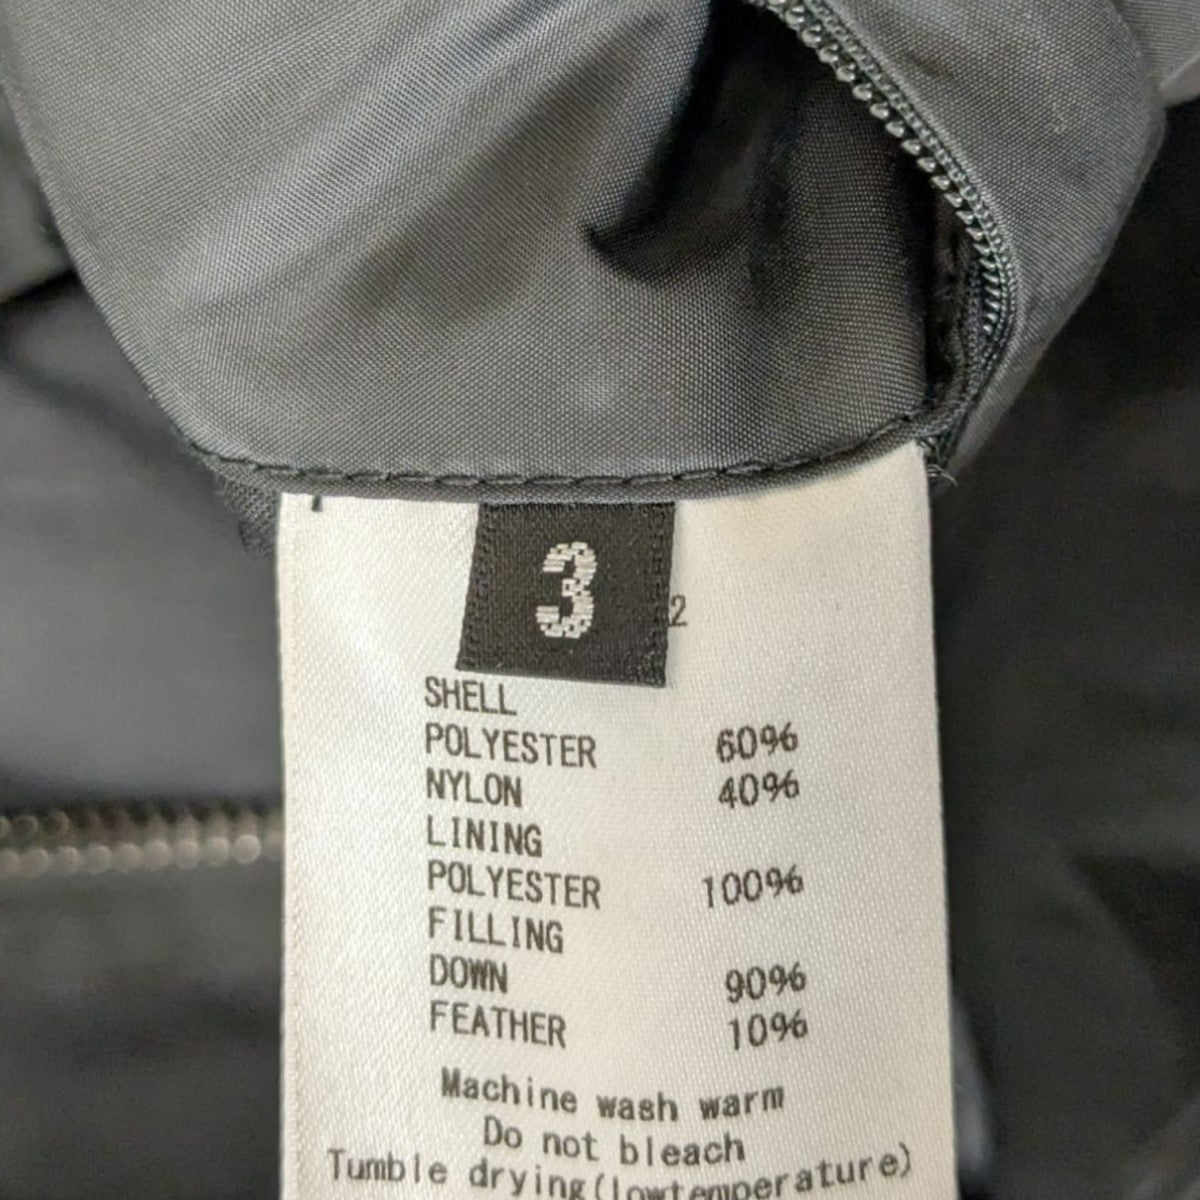 3
2
SHELL
POLYESTER 60%
NYLON 40%
LINING
POLYESTER 100%
FILLING
DOWN 90%
FEATHER 10%
Machine wash warm
Do not bleach
Tumble drying(lowtemperature)